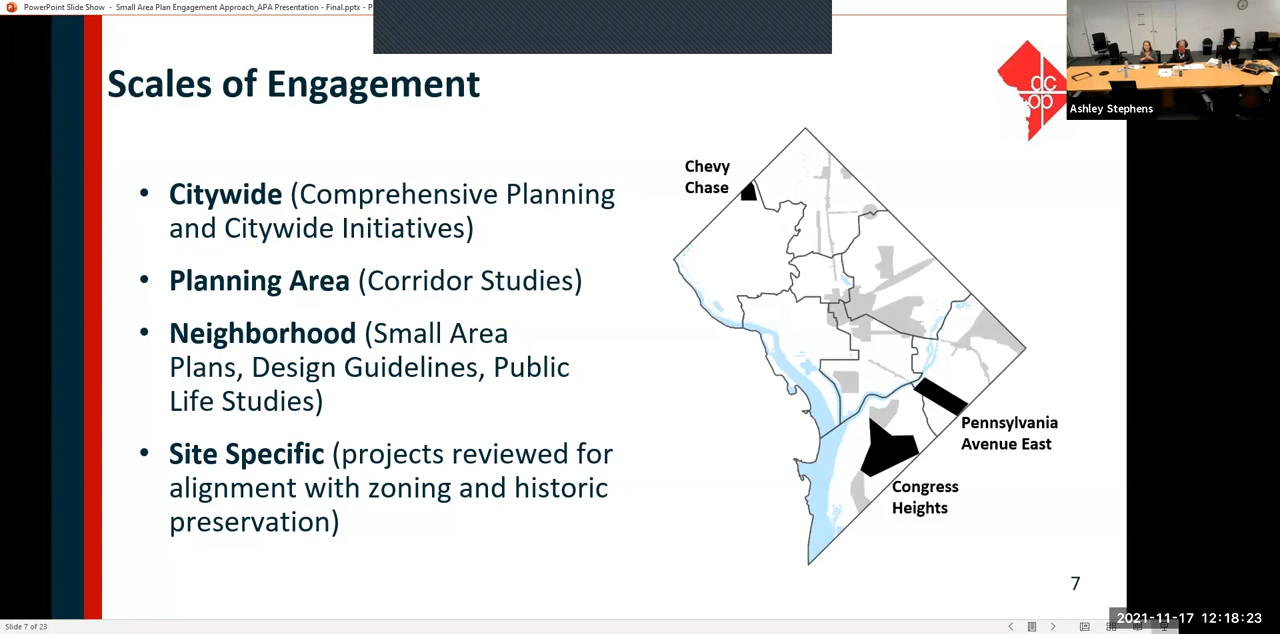 PowerPoint Slide Show - Small Area Plan Engagement Approach_APA Presentation - Final.pptx - P
Scales of Engagement
dc
op
Ashley Stephens
• Citywide (Comprehensive Planning
and Citywide Initiatives)
• Planning Area (Corridor Studies)
• Neighborhood (Small Area
Plans, Design Guidelines, Public
Life Studies)
• Site Specific (projects reviewed for
alignment with zoning and historic
preservation)
Chevy
Chase
Pennsylvania
Avenue East
Congress
Heights
7
2021-11-17 12:18:23
Slide 7 of 23